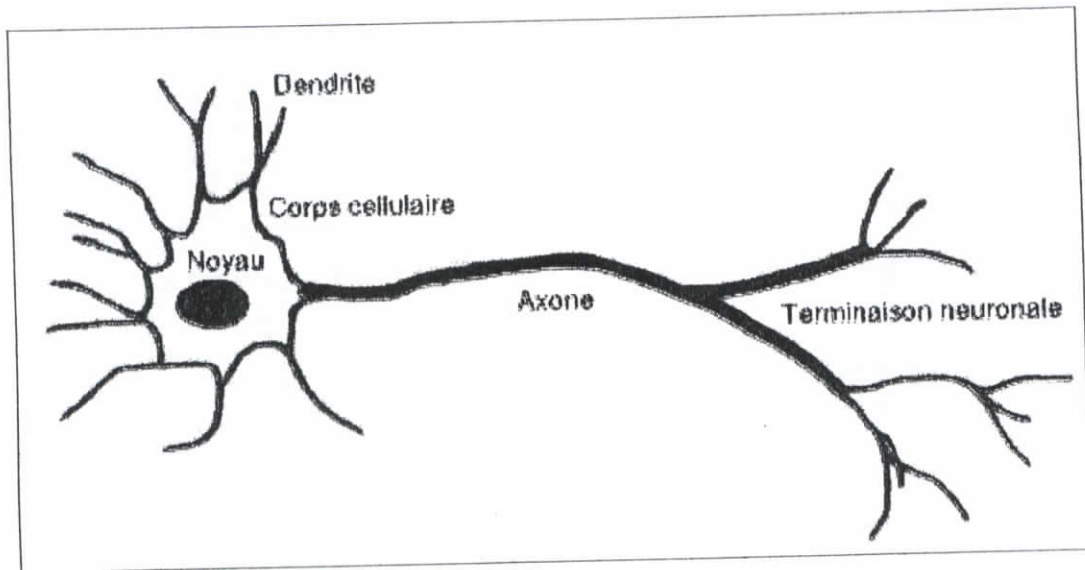 Dendrite
Corps cellulaire
Noyau
Axone
Terminaison neuronale